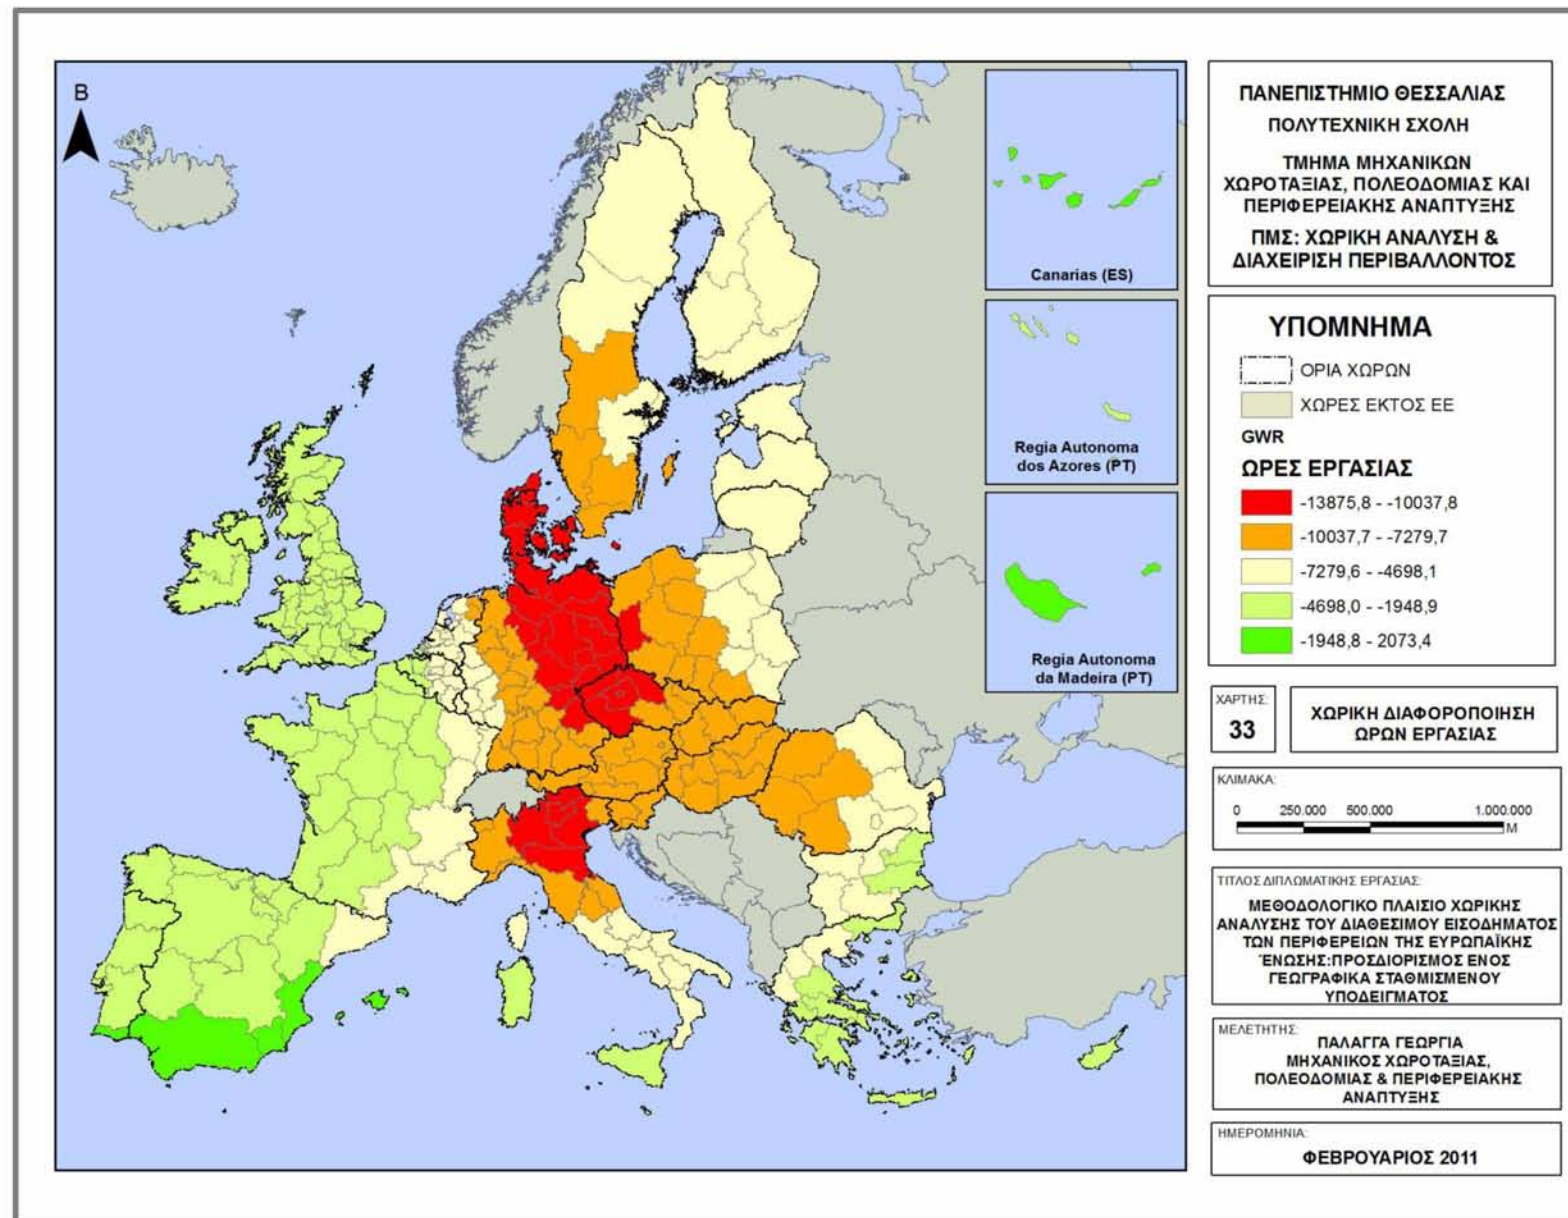 Β
Canarias (ES)
Regia Autonoma
dos Azores (PT)
Regia Autonoma
da Madeira (PT)
ΠΑΝΕΠΙΣΤΗΜΙΟ ΘΕΣΣΑΛΙΑΣ
ΠΟΛΥΤΕΧΝΙΚΗ ΣΧΟΛΗ
ΤΜΗΜΑ ΜΗΧΑΝΙΚΩΝ
ΧΩΡΟΤΑΞΙΑΣ, ΠΟΛΕΟΔΟΜΙΑΣ ΚΑΙ
ΠΕΡΙΦΕΡΕΙΑΚΗΣ ΑΝΑΠΤΥΞΗΣ
ΠΜΣ: ΧΩΡΙΚΗ ΑΝΑΛΥΣΗ &
ΔΙΑΧΕΙΡΙΣΗ ΠΕΡΙΒΑΛΛΟΝΤΟΣ
ΥΠΟΜΝΗΜΑ
ΟΡΙΑ ΧΩΡΩΝ
ΧΩΡΕΣ ΕΚΤΟΣ ΕΕ
GWR
ΩΡΕΣ ΕΡΓΑΣΙΑΣ
-13875,8 - -10037,8
-10037,7 - -7279,7
-7279,6 - -4698,1
-4698,0 - -1948,9
-1948,8 - 2073,4
ΧΑΡΤΗΣ:
33
ΧΩΡΙΚΗ ΔΙΑΦΟΡΟΠΟΙΗΣΗ
ΩΡΩΝ ΕΡΓΑΣΙΑΣ
ΚΛΙΜΑΚΑ:
0 250.000 500.000 1.000.000
M
ΤΙΤΛΟΣ ΔΙΠΛΩΜΑΤΙΚΗΣ ΕΡΓΑΣΙΑΣ:
ΜΕΘΟΔΟΛΟΓΙΚΟ ΠΛΑΙΣΙΟ ΧΩΡΙΚΗΣ
ΑΝΑΛΥΣΗΣ ΤΟΥ ΔΙΑΘΕΣΙΜΟΥ ΕΙΣΟΔΗΜΑΤΟΣ
ΤΩΝ ΠΕΡΙΦΕΡΕΙΩΝ ΤΗΣ ΕΥΡΩΠΑΪΚΗΣ
ΈΝΩΣΗΣ:ΠΡΟΣΔΙΟΡΙΣΜΟΣ ΕΝΟΣ
ΓΕΩΓΡΑΦΙΚΑ ΣΤΑΘΜΙΣΜΕΝΟΥ
ΥΠΟΔΕΙΓΜΑΤΟΣ
ΜΕΛΕΤΗΤΗΣ:
ΠΑΛΑΓΓΑ ΓΕΩΡΓΙΑ
ΜΗΧΑΝΙΚΟΣ ΧΩΡΟΤΑΞΙΑΣ,
ΠΟΛΕΟΔΟΜΙΑΣ & ΠΕΡΙΦΕΡΕΙΑΚΗΣ
ΑΝΑΠΤΥΞΗΣ
ΗΜΕΡΟΜΗΝΙΑ:
ΦΕΒΡΟΥΑΡΙΟΣ 2011